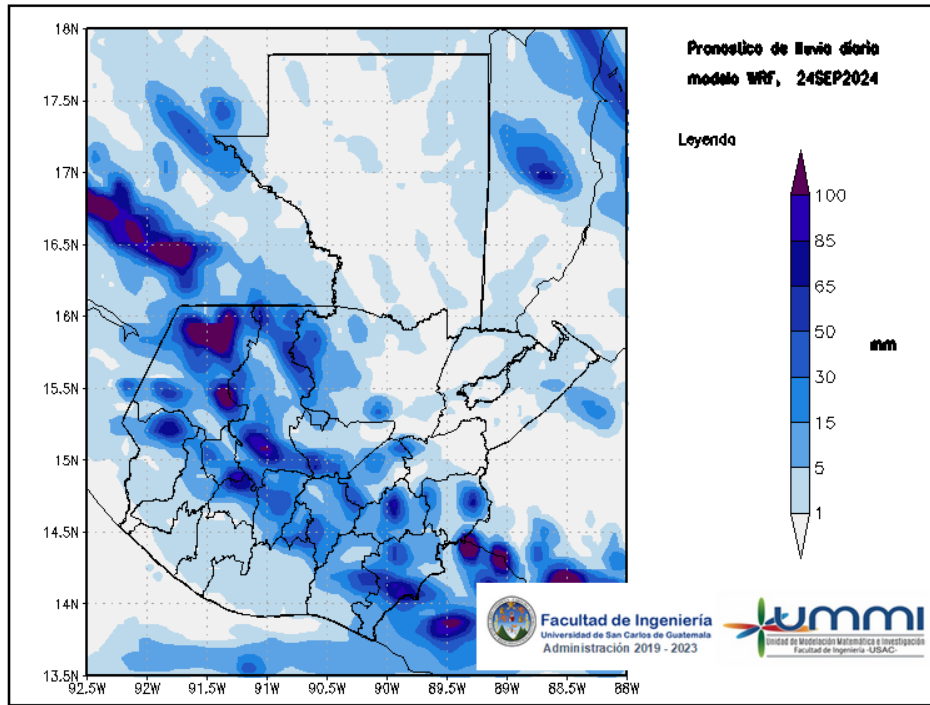 18N
17.5N
17N
16.5N
16N
15.5N
15N
14.5N
14N
13.5N
92.5W
92W
91.5W
91W
90.5W
90W
89.5W
89W
88.5W
88W
Pronostico de lluvia diaria
modelo WRF, 24SEP2024
Leyenda
100
85
65
50
30
15
5
1
mm
Facultad de Ingeniería
Universidad de San Carlos de Guatemala
Administración 2019 - 2023
ummi
Unidad de Modelación Matemática e Investigación
Facultad de Ingeniería -USAC-